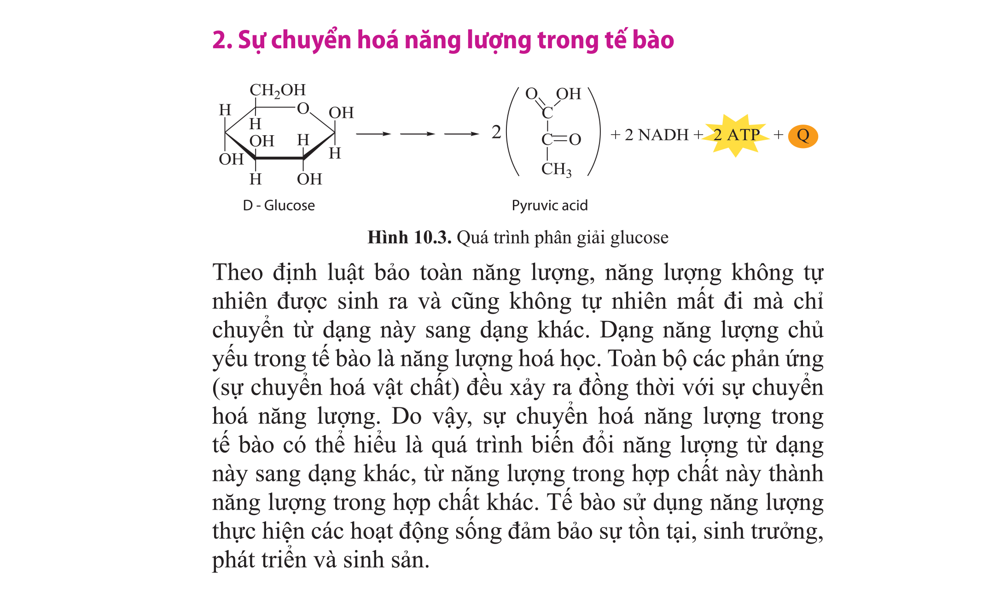 2. Sự chuyển hoá năng lượng trong tế bào
CH₂OH
H
O
OH
H
OH
H
OH
H
H
OH
2
O
OH
C
C=O
CH₃
+ 2 NADH + 2 ATP + Q
D - Glucose
Pyruvic acid
Hình 10.3. Quá trình phân giải glucose
Theo định luật bảo toàn năng lượng, năng lượng không tự
nhiên được sinh ra và cũng không tự nhiên mất đi mà chỉ
chuyển từ dạng này sang dạng khác. Dạng năng lượng chủ
yếu trong tế bào là năng lượng hoá học. Toàn bộ các phản ứng
(sự chuyển hoá vật chất) đều xảy ra đồng thời với sự chuyển
hoá năng lượng. Do vậy, sự chuyển hoá năng lượng trong
tế bào có thể hiểu là quá trình biến đổi năng lượng từ dạng
này sang dạng khác, từ năng lượng trong hợp chất này thành
năng lượng trong hợp chất khác. Tế bào sử dụng năng lượng
thực hiện các hoạt động sống đảm bảo sự tồn tại, sinh trưởng,
phát triển và sinh sản.